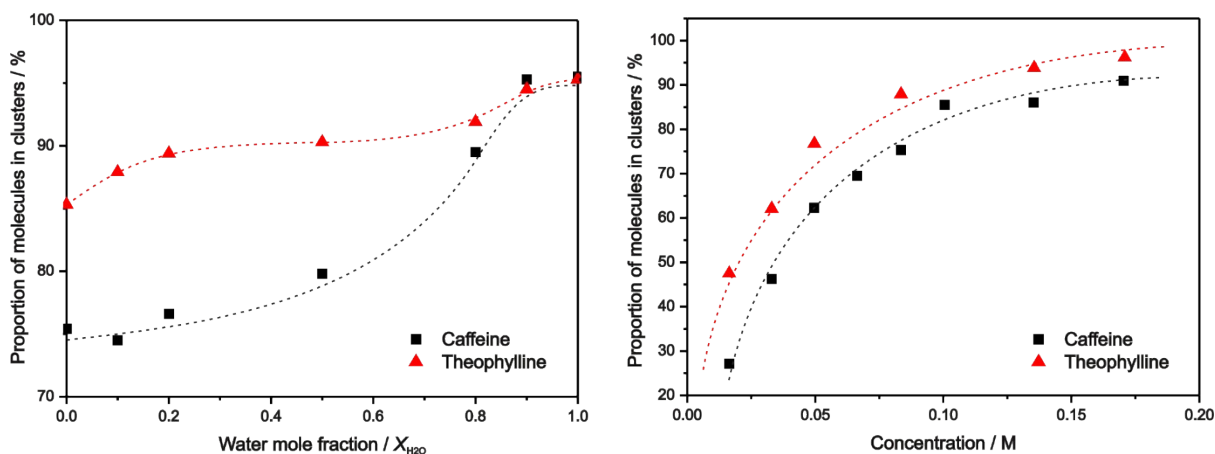 100
90
80
70
Proportion of molecules in clusters / %
0.0 0.2 0.4 0.6 0.8 1.0
Water mole fraction / X_H2O
Caffeine
Theophylline
100
90
80
70
60
50
40
30
20
Proportion of molecules in clusters / %
0.00 0.05 0.10 0.15 0.20
Concentration / M
Caffeine
Theophylline